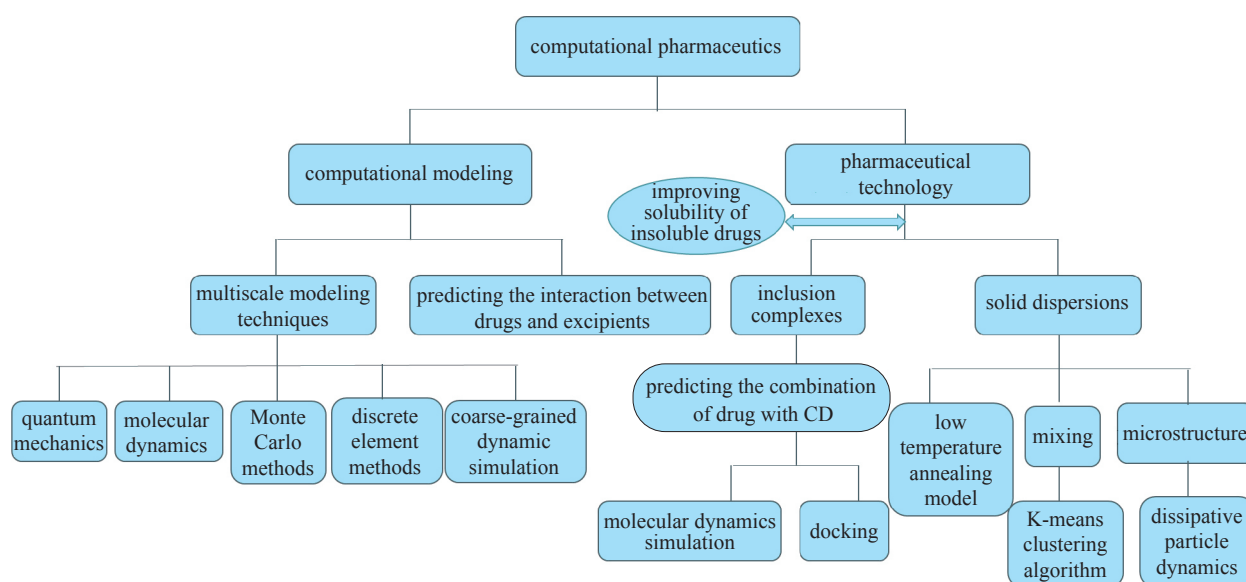 computational pharmaceutics
computational modeling
pharmaceutical
technology
improving
solubility of
insoluble drugs
multiscale modeling
techniques
predicting the interaction between
drugs and excipients
inclusion
complexes
solid dispersions
quantum
mechanics
molecular
dynamics
Monte
Carlo
methods
discrete
element
methods
coarse-grained
dynamic
simulation
predicting the combination
of drug with CD
low
temperature
annealing
model
mixing
microstructure
molecular dynamics
simulation
docking
K-means
clustering
algorithm
dissipative
particle
dynamics